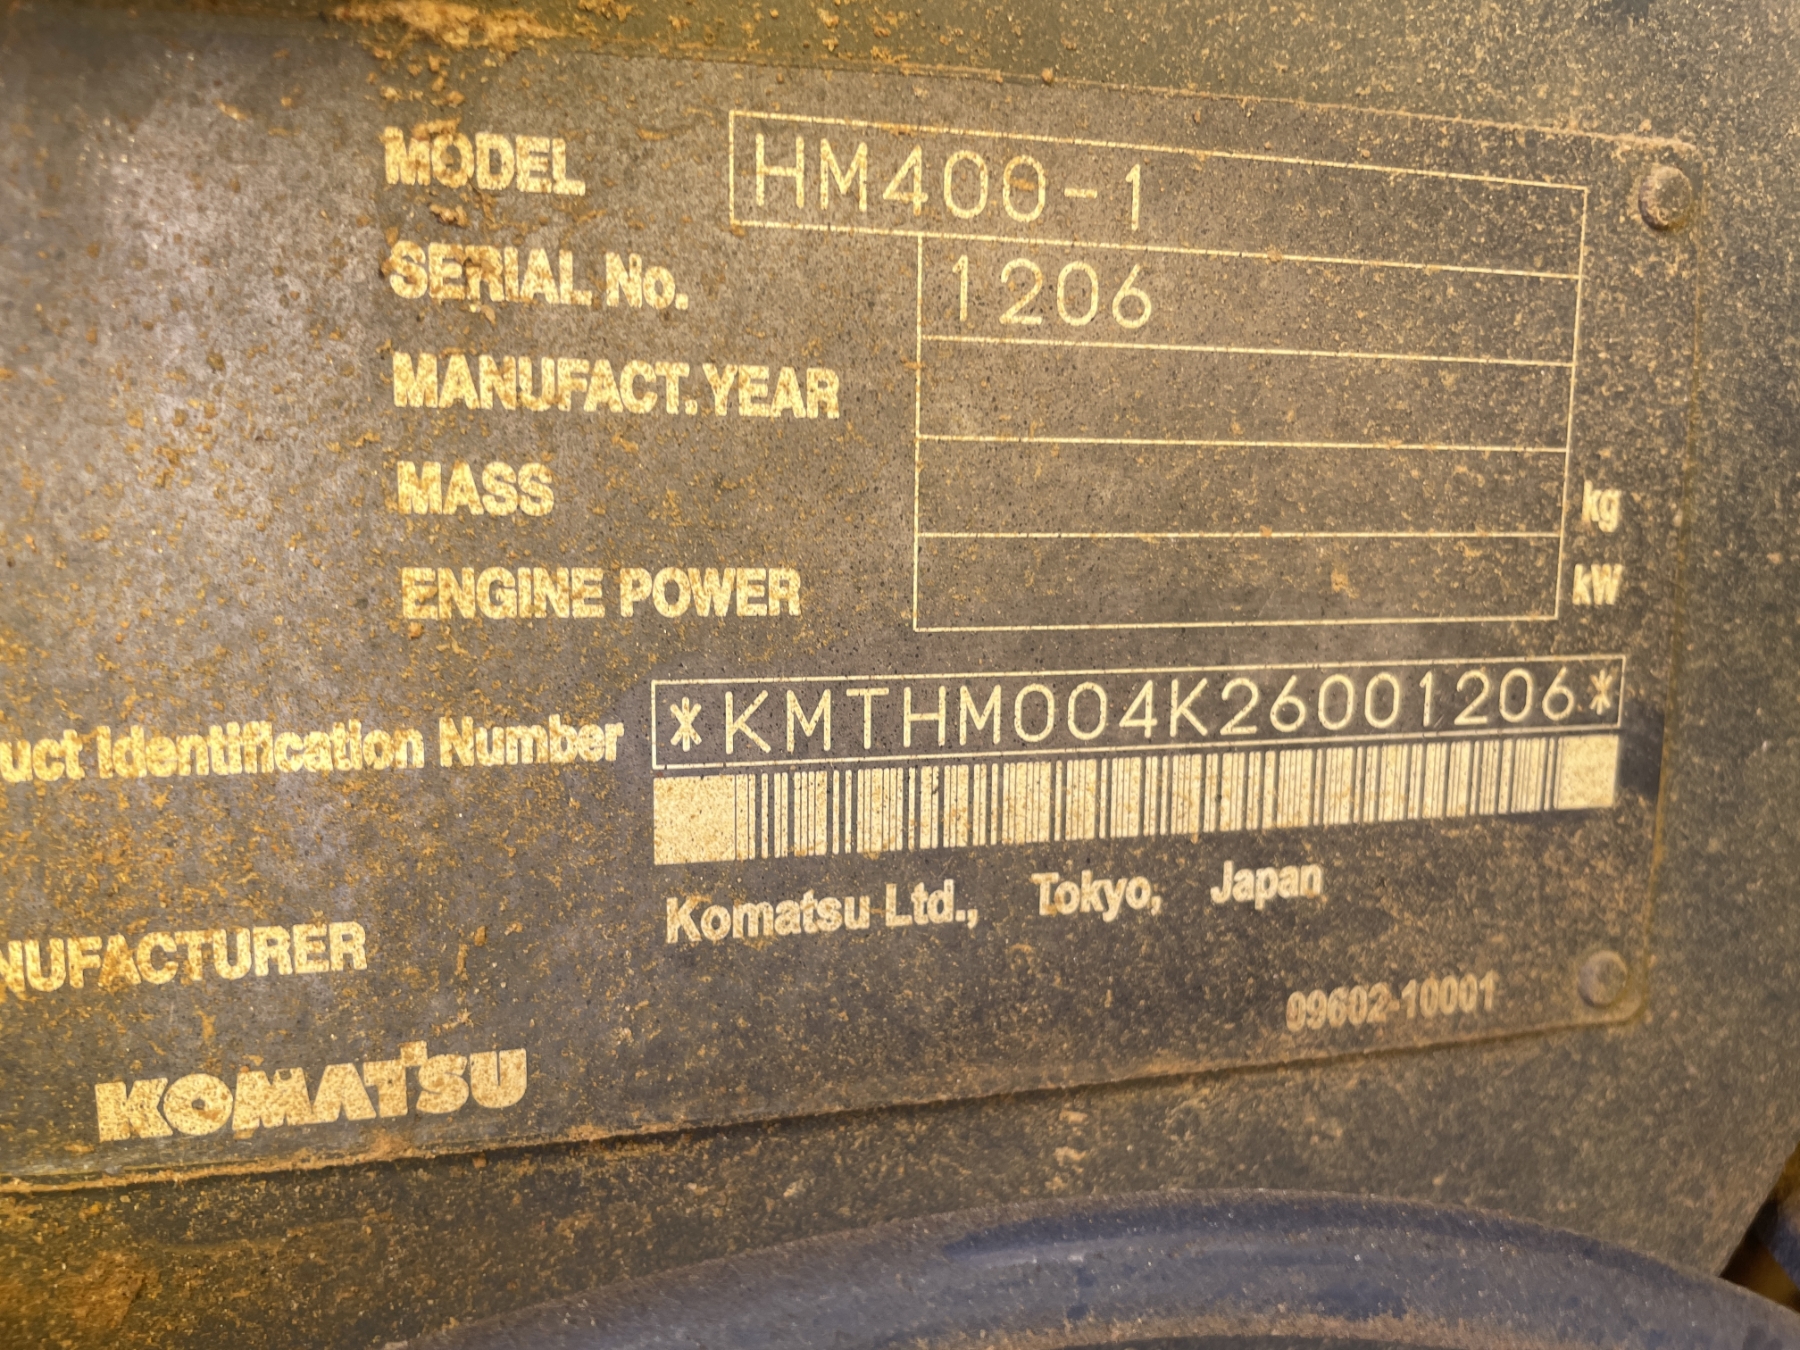 MODEL HM400-1
SERIAL No. 1206
MANUFACT.YEAR
MASS kg
ENGINE POWER kW
uct Identification Number *KMTHM004K26001206*
NUFACTURER Komatsu Ltd., Tokyo, Japan
09602-10001
KOMATSU